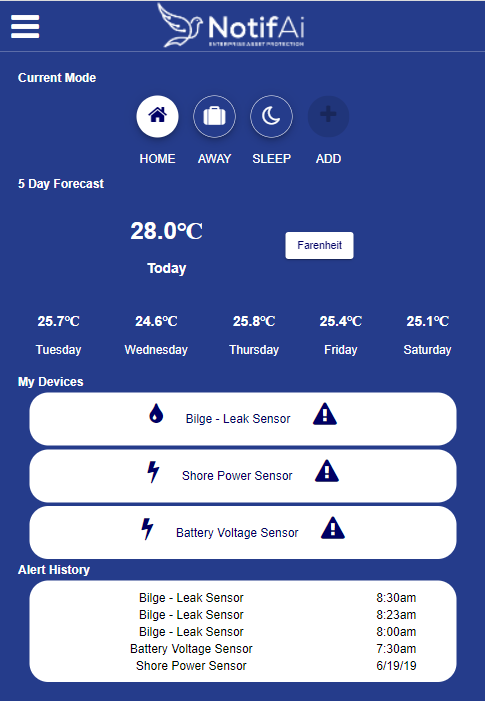 NotifAi
ENTERPRISE ASSET PROTECTION
Current Mode
HOME AWAY SLEEP ADD
5 Day Forecast
28.0℃
Farenheit
Today
25.7℃ 24.6℃ 25.8℃ 25.4℃ 25.1℃
Tuesday Wednesday Thursday Friday Saturday
My Devices
Bilge - Leak Sensor
Shore Power Sensor
Battery Voltage Sensor
Alert History
Bilge - Leak Sensor 8:30am
Bilge - Leak Sensor 8:23am
Bilge - Leak Sensor 8:00am
Battery Voltage Sensor 7:30am
Shore Power Sensor 6/19/19